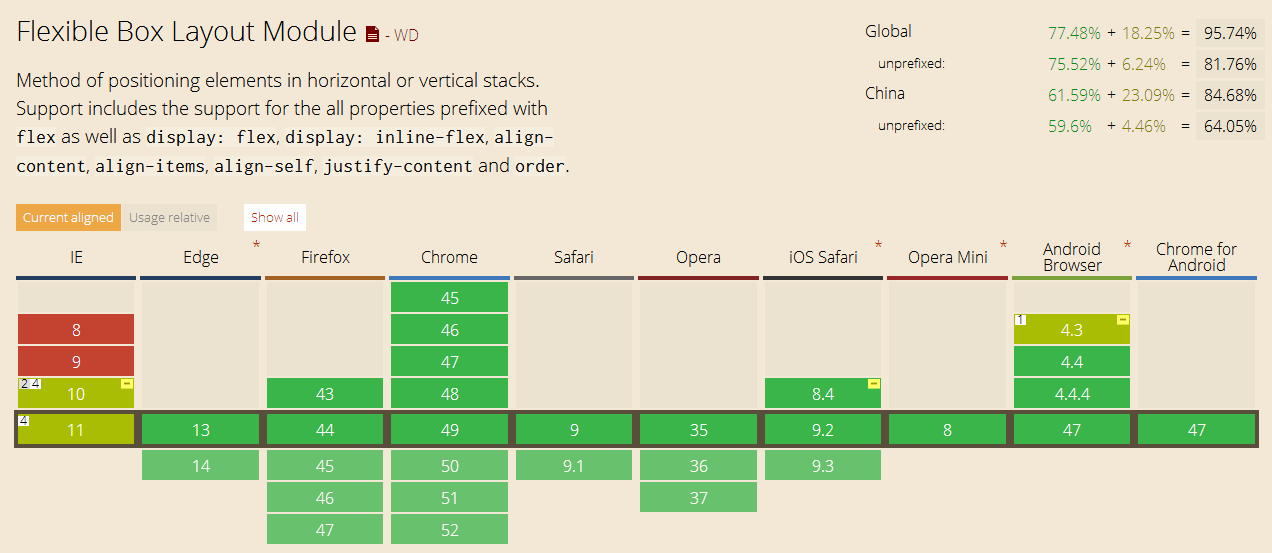 Flexible Box Layout Module - WD
Method of positioning elements in horizontal or vertical stacks.
Support includes the support for the all properties prefixed with
flex as well as display: flex, display: inline-flex, align-
content, align-items, align-self, justify-content and order.
Global 77.48% + 18.25% = 95.74%
unprefixed: 75.52% + 6.24% = 81.76%
China 61.59% + 23.09% = 84.68%
unprefixed: 59.6% + 4.46% = 64.05%
Current aligned Usage relative Show all
IE Edge * Firefox Chrome Safari Opera iOS Safari * Opera Mini * Android Browser * Chrome for Android
45
8 46 1 4.3 -
9 47 4.4
2 4 10 - 43 48 8.4 - 4.4.4
4 11 13 44 49 9 35 9.2 8 47 47
14 45 50 9.1 36 9.3
46 51 37
47 52